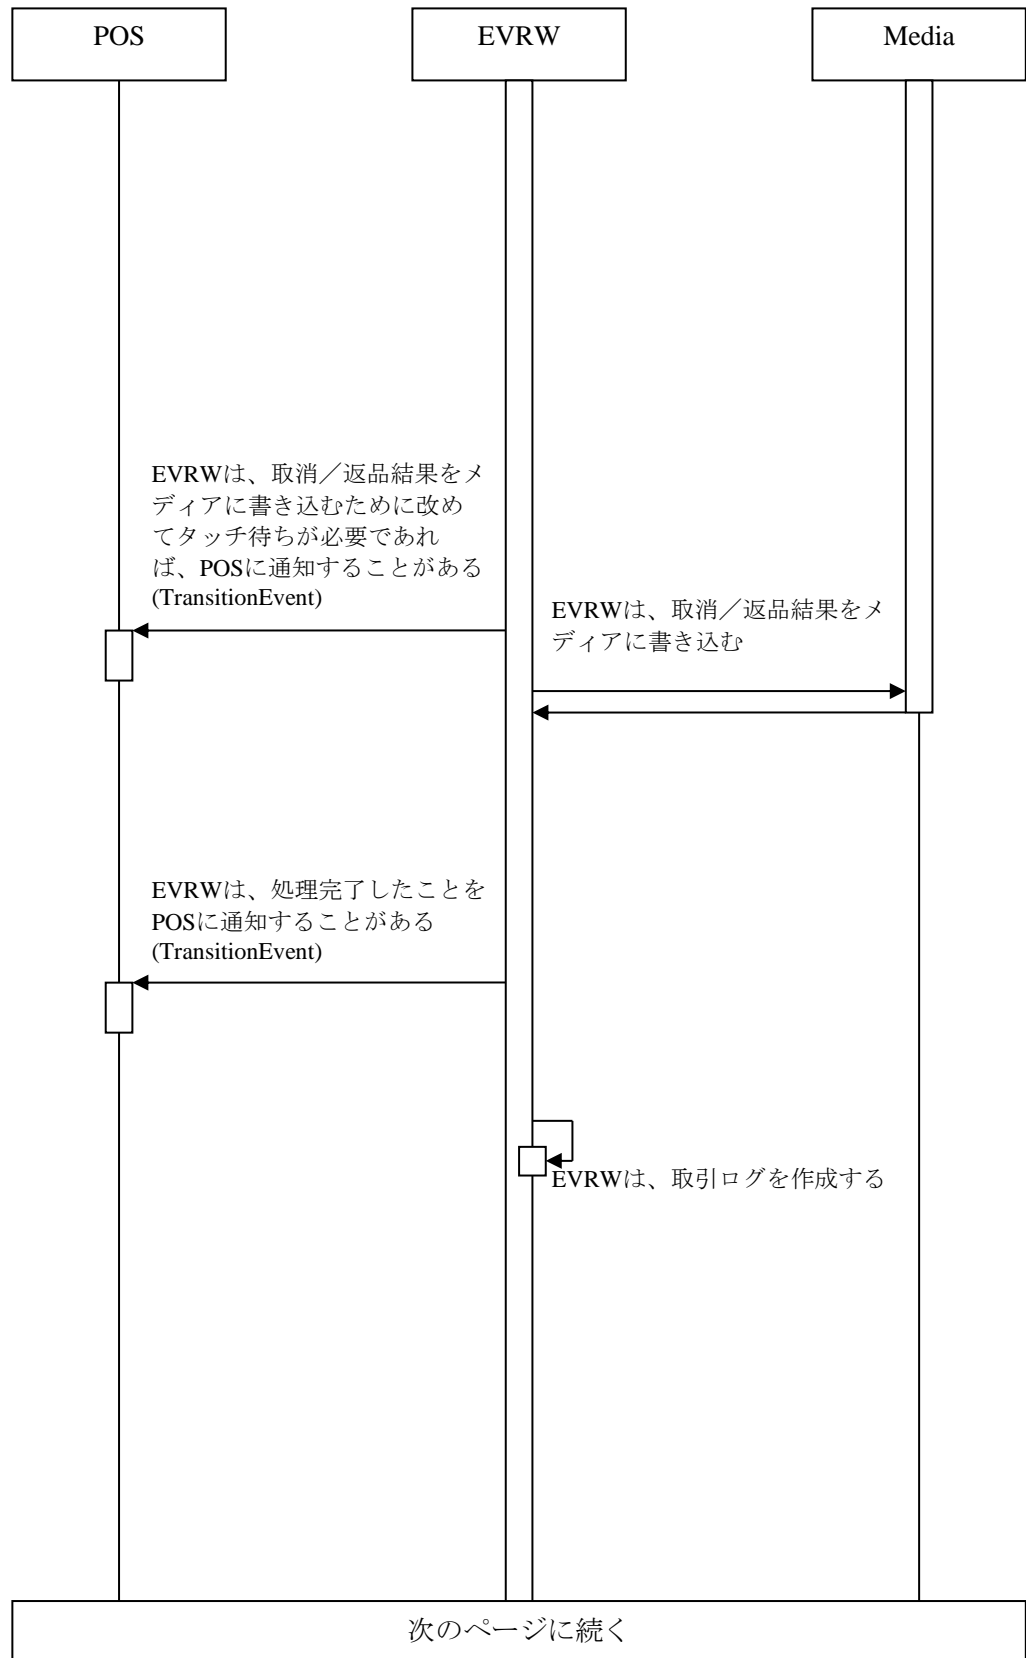 POS
EVRW
Media
EVRWは、取消／返品結果をメ
ディアに書き込むために改め
てタッチ待ちが必要であれ
ば、POSに通知することがある
(TransitionEvent)
EVRWは、取消／返品結果をメ
ディアに書き込む
EVRWは、処理完了したことを
POSに通知することがある
(TransitionEvent)
EVRWは、取引ログを作成する
次のページに続く